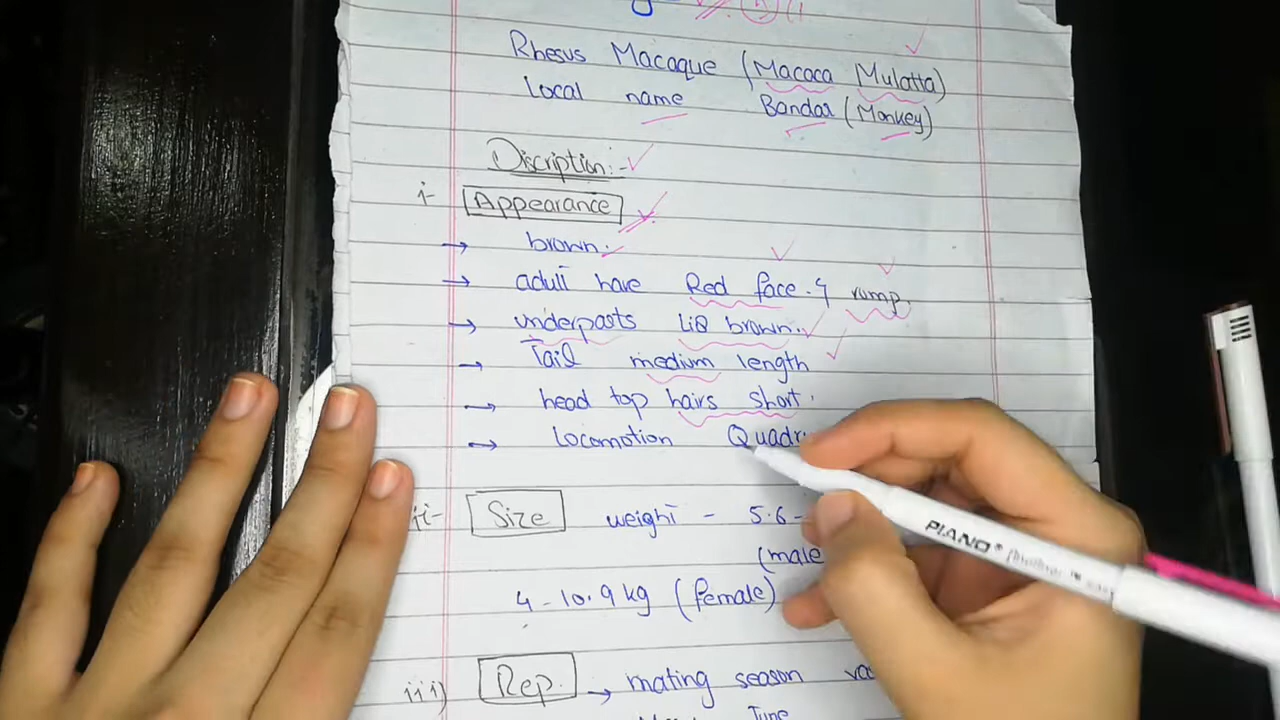 Rhesus Macaque (Macaca Mulatta)
Local name Bandar (Monkey)
Discription:-
i- Appearance
→ brown.
→ adult have Red face. & rump.
→ underparts Lit brown.
→ Tail medium length
→ head top hairs short.
→ Locomotion Quadr
ii- Size weight - 5.6-
(male
4-10.9 kg (female)
iii) Rep. → mating season
June
PIANO